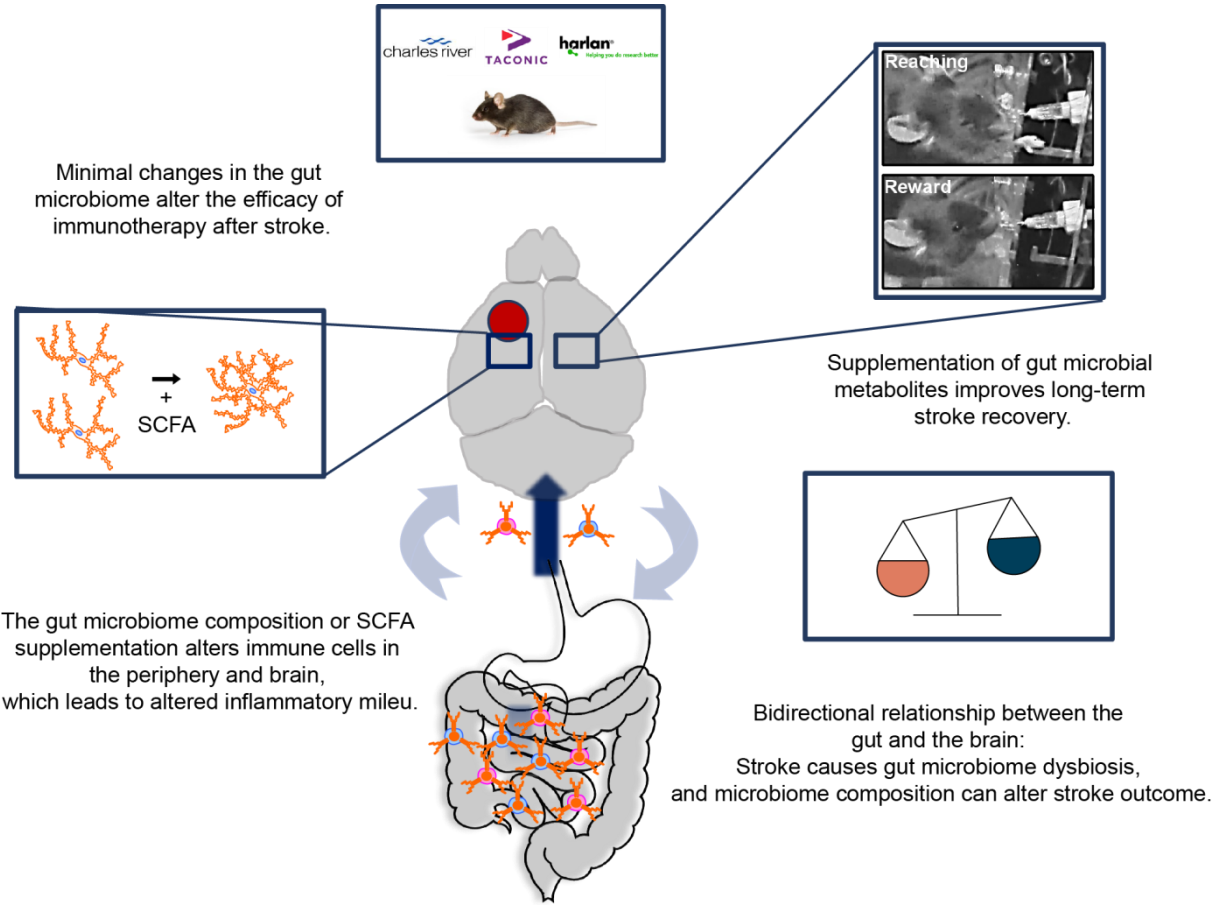 charles river
TACONIC
harlan®
Helping you do research better
Reaching
Reward
Minimal changes in the gut
microbiome alter the efficacy of
immunotherapy after stroke.
+
SCFA
Supplementation of gut microbial
metabolites improves long-term
stroke recovery.
The gut microbiome composition or SCFA
supplementation alters immune cells in
the periphery and brain,
which leads to altered inflammatory mileu.
Bidirectional relationship between the
gut and the brain:
Stroke causes gut microbiome dysbiosis,
and microbiome composition can alter stroke outcome.